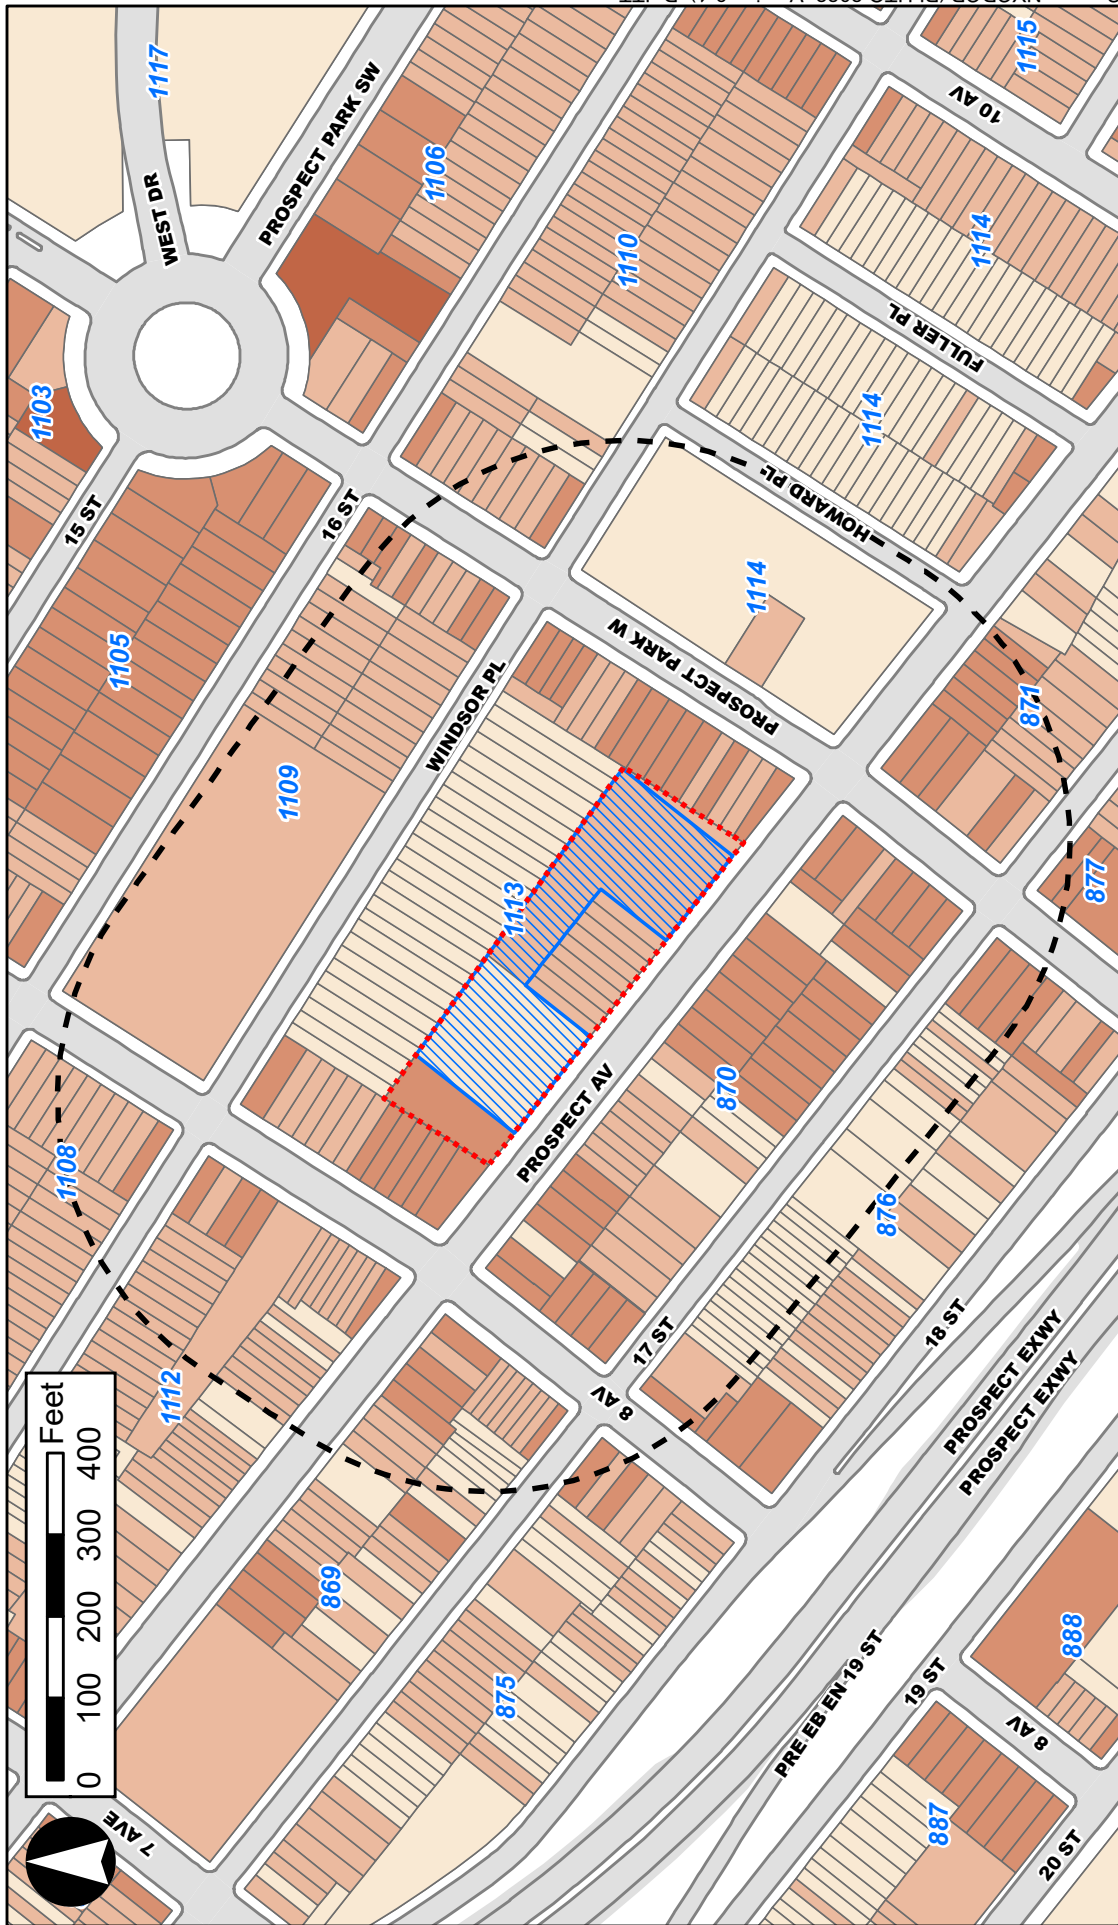 1117
PROSPECT PARK SW
WEST DR
1106
1115
10 AV
1110
1114
FULLER PL
1103
15 ST
16 ST
1114
HOWARD PL
1105
1114
PROSPECT PARK W
WINDSOR PL
871
1109
1113
877
PROSPECT AV
870
1108
876
18 ST
17 ST
8 AV
1112
PROSPECT EXWY
PROSPECT EXWY
869
875
PRE EB EN 19 ST
19 ST
888
8 AV
887
20 ST
7 AVE
Feet
0 100 200 300 400